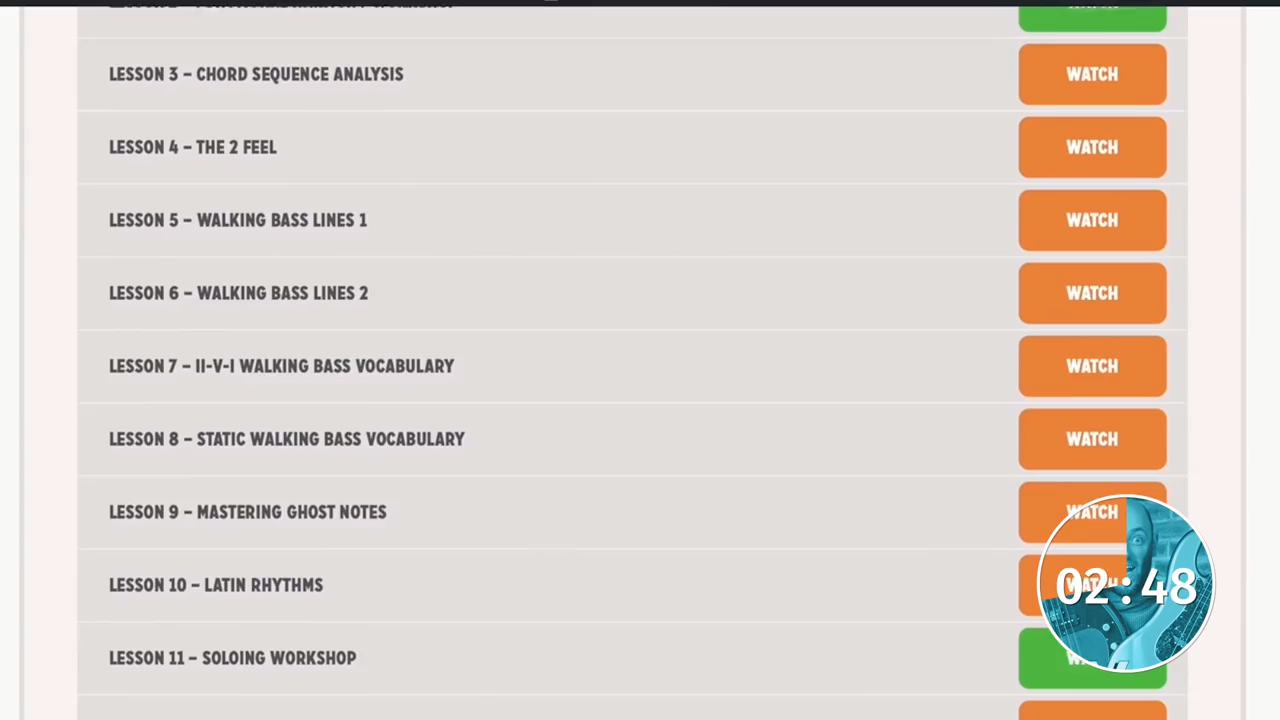 LESSON 3 – CHORD SEQUENCE ANALYSIS
WATCH
LESSON 4 – THE 2 FEEL
WATCH
LESSON 5 – WALKING BASS LINES 1
WATCH
LESSON 6 – WALKING BASS LINES 2
WATCH
LESSON 7 – II-V-I WALKING BASS VOCABULARY
WATCH
LESSON 8 – STATIC WALKING BASS VOCABULARY
WATCH
LESSON 9 – MASTERING GHOST NOTES
WATCH
LESSON 10 – LATIN RHYTHMS
02:48
LESSON 11 – SOLOING WORKSHOP